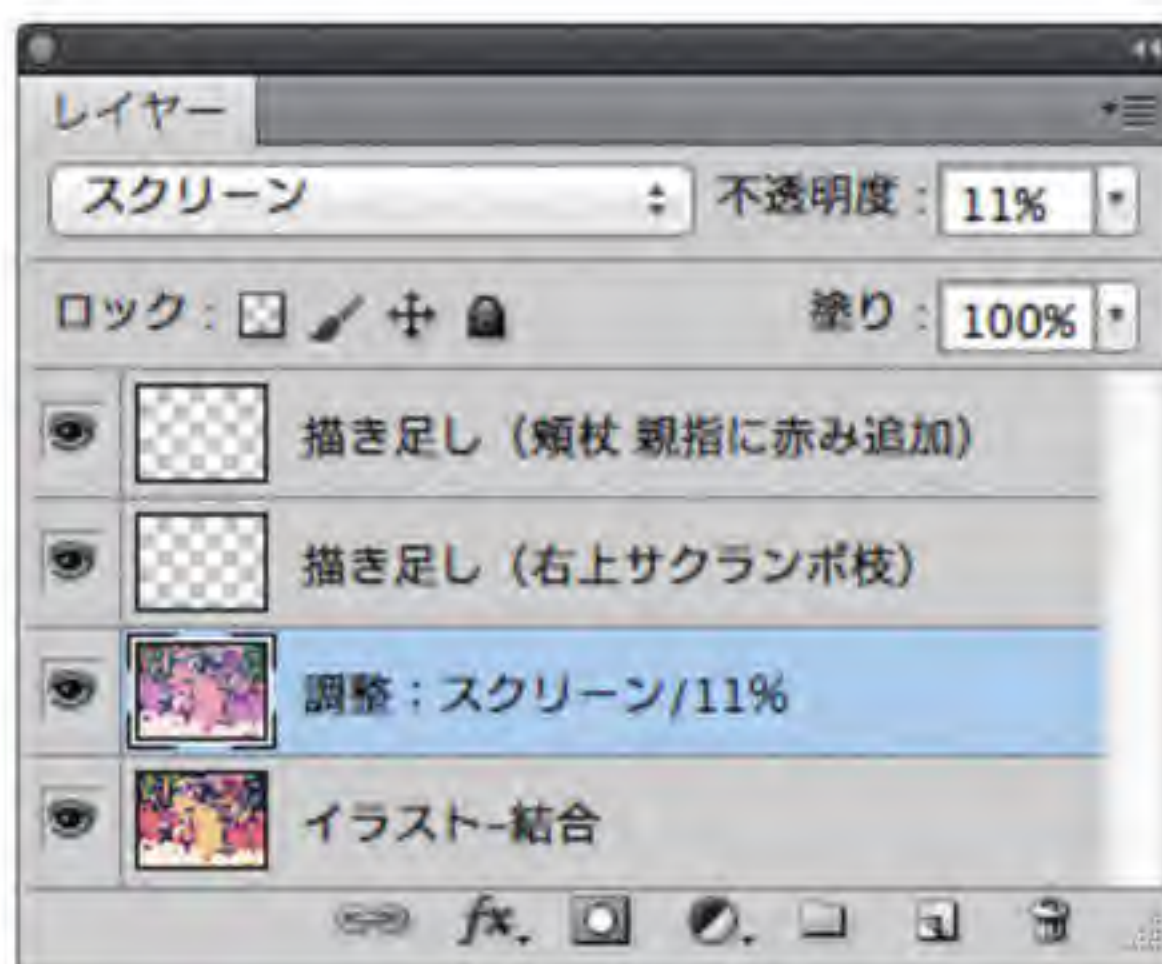 レイヤー
スクリーン 不透明度： 11%
ロック： 塗り： 100%
描き足し（頬杖 親指に赤み追加）
描き足し（右上サクランボ枝）
調整：スクリーン/11%
イラスト-結合
fx.